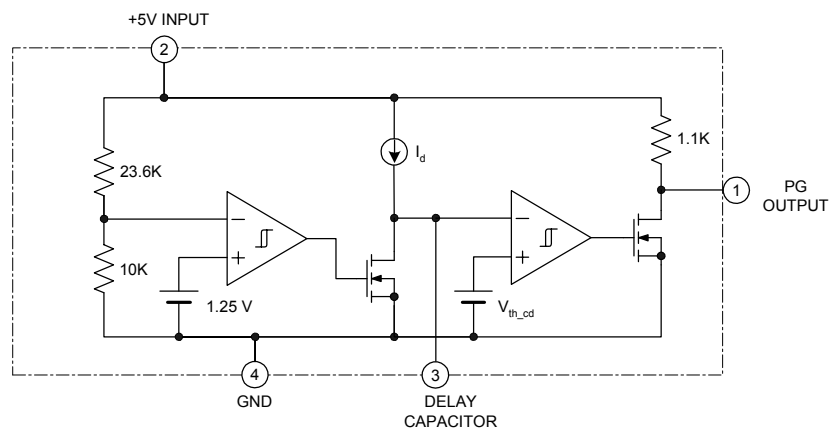 +5V INPUT
2
23.6K
10K
−
+
1.25 V
I_d
−
+
V_th_cd
1.1K
1
PG
OUTPUT
4
GND
3
DELAY
CAPACITOR